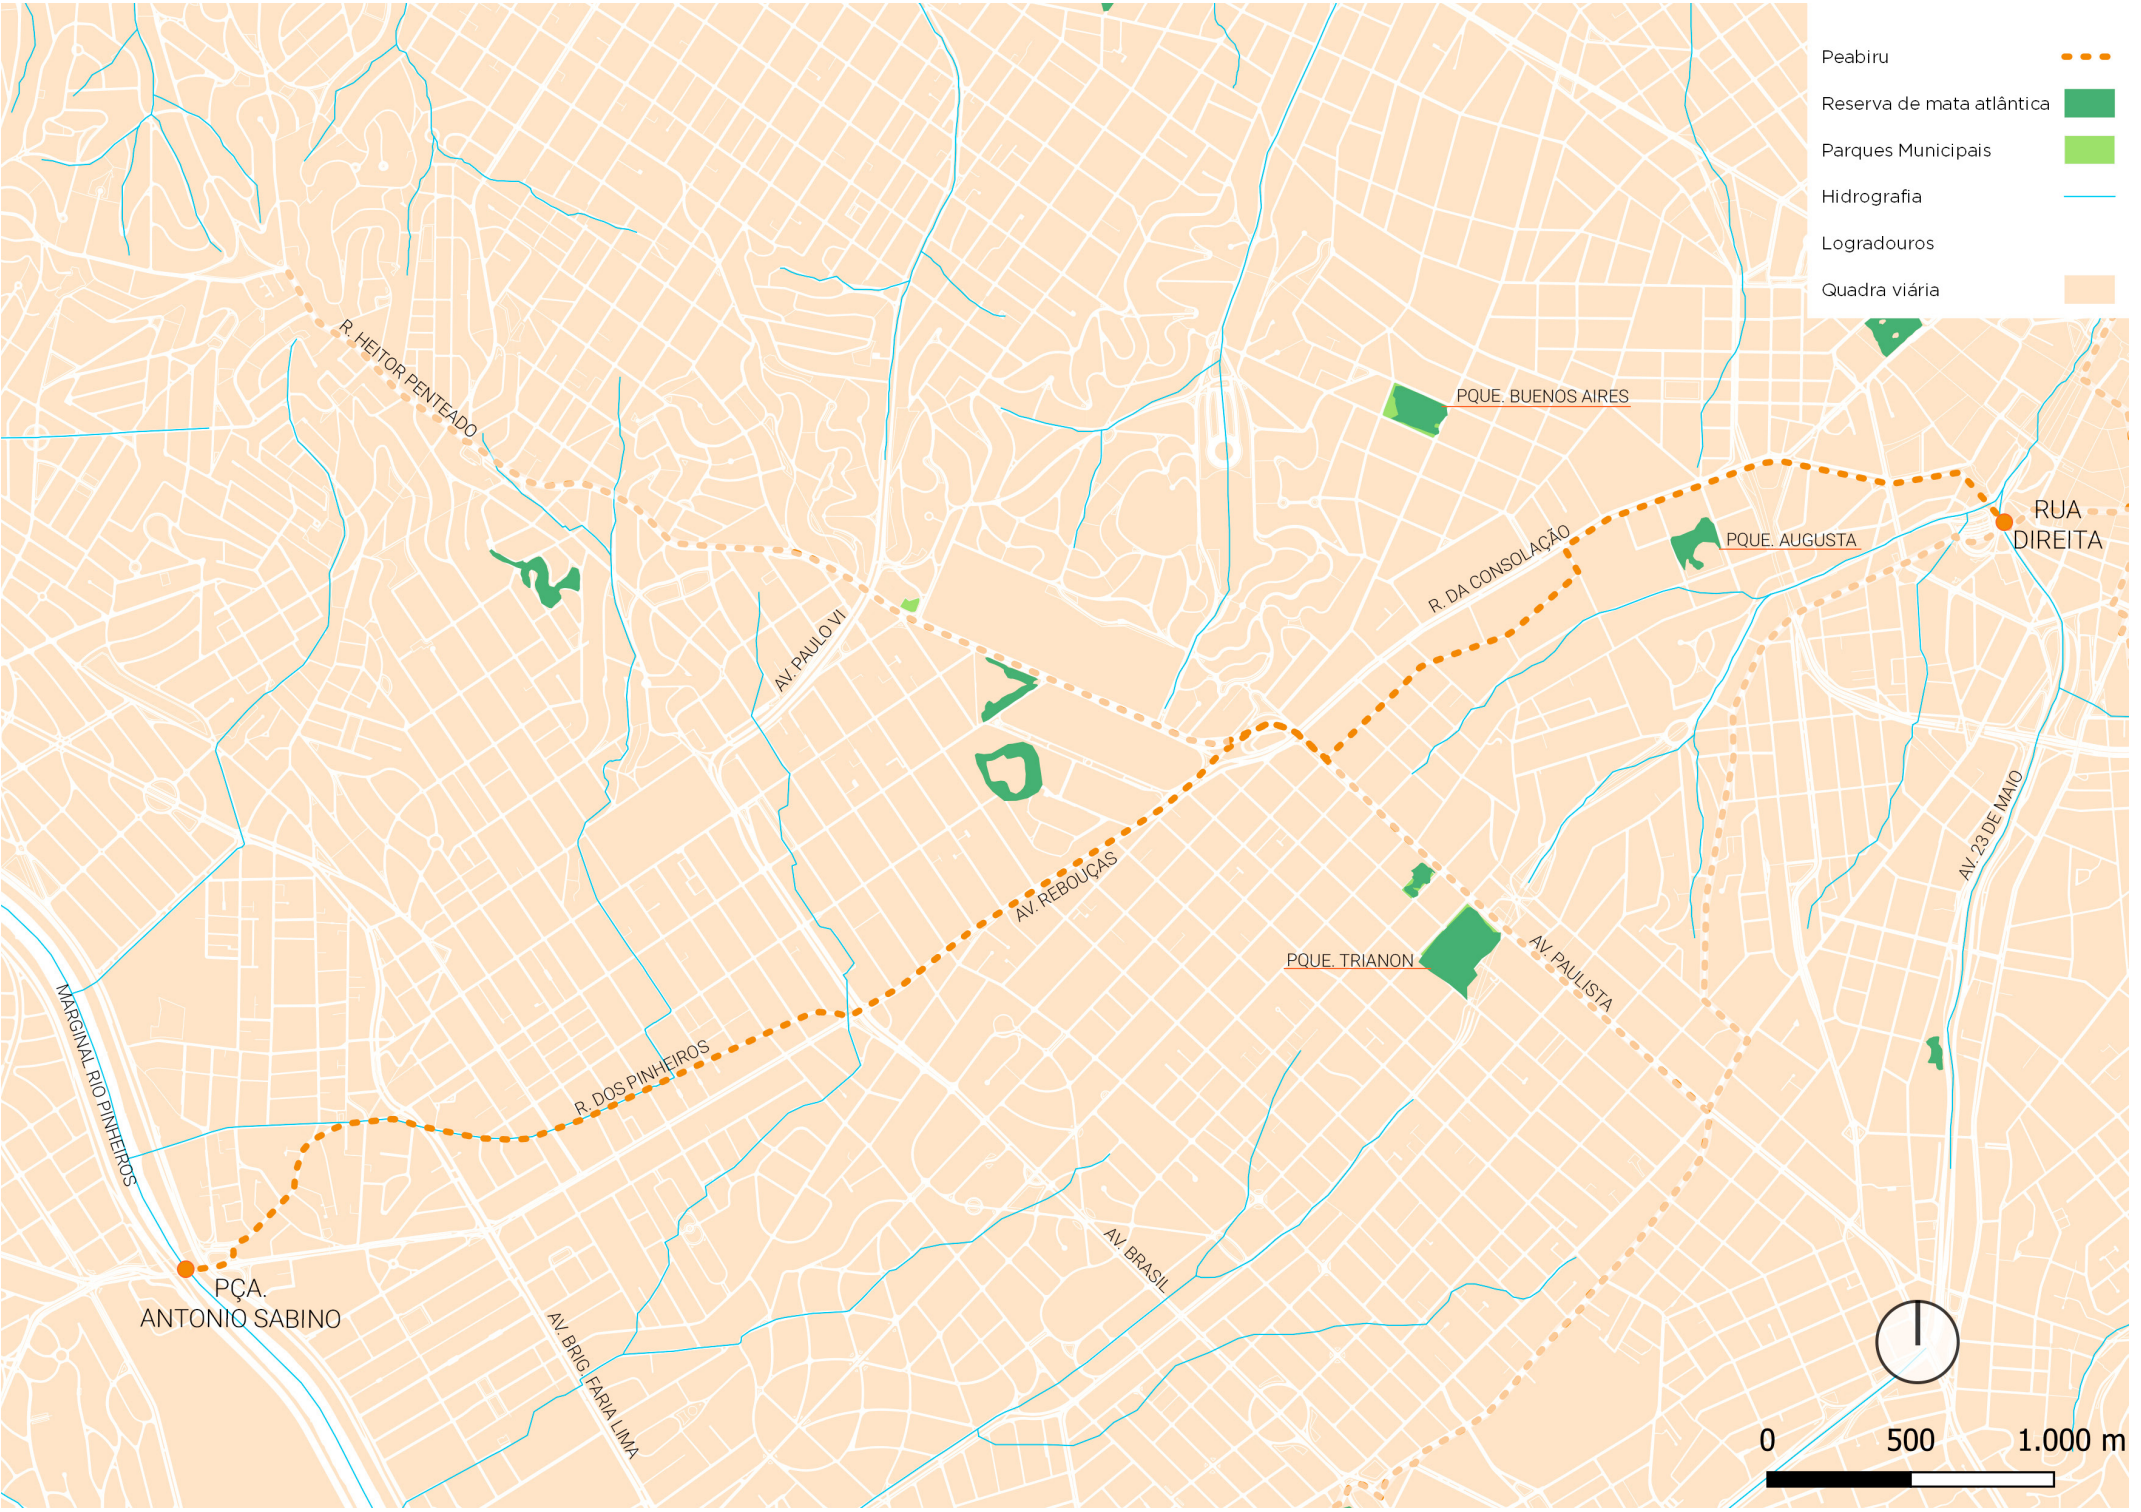 Peabiru
Reserva de mata atlântica
Parques Municipais
Hidrografia
Logradouros
Quadra viária
R. HEITOR PENTEADO
PQUE. BUENOS AIRES
RUA
DIREITA
PQUE. AUGUSTA
R. DA CONSOLAÇÃO
AV. PAULO VI
AV. 23 DE MAIO
AV. REBOUÇAS
PQUE. TRIANON
AV. PAULISTA
MARGINAL RIO PINHEIROS
R. DOS PINHEIROS
AV. BRASIL
PÇA.
ANTONIO SABINO
AV. BRIG. FARIA LIMA
0 500 1.000 m